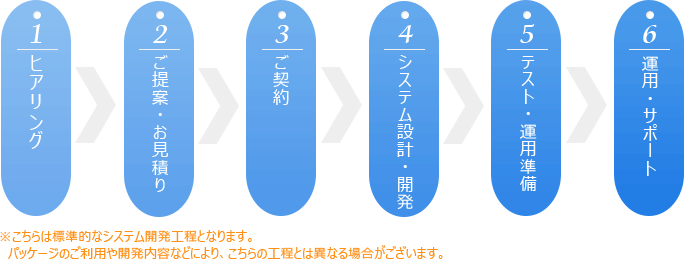 1
ヒアリング
2
ご提案・お見積り
3
ご契約
4
システム設計・開発
5
テスト・運用準備
6
運用・サポート
※こちらは標準的なシステム開発工程となります。
パッケージのご利用や開発内容などにより、こちらの工程とは異なる場合がございます。